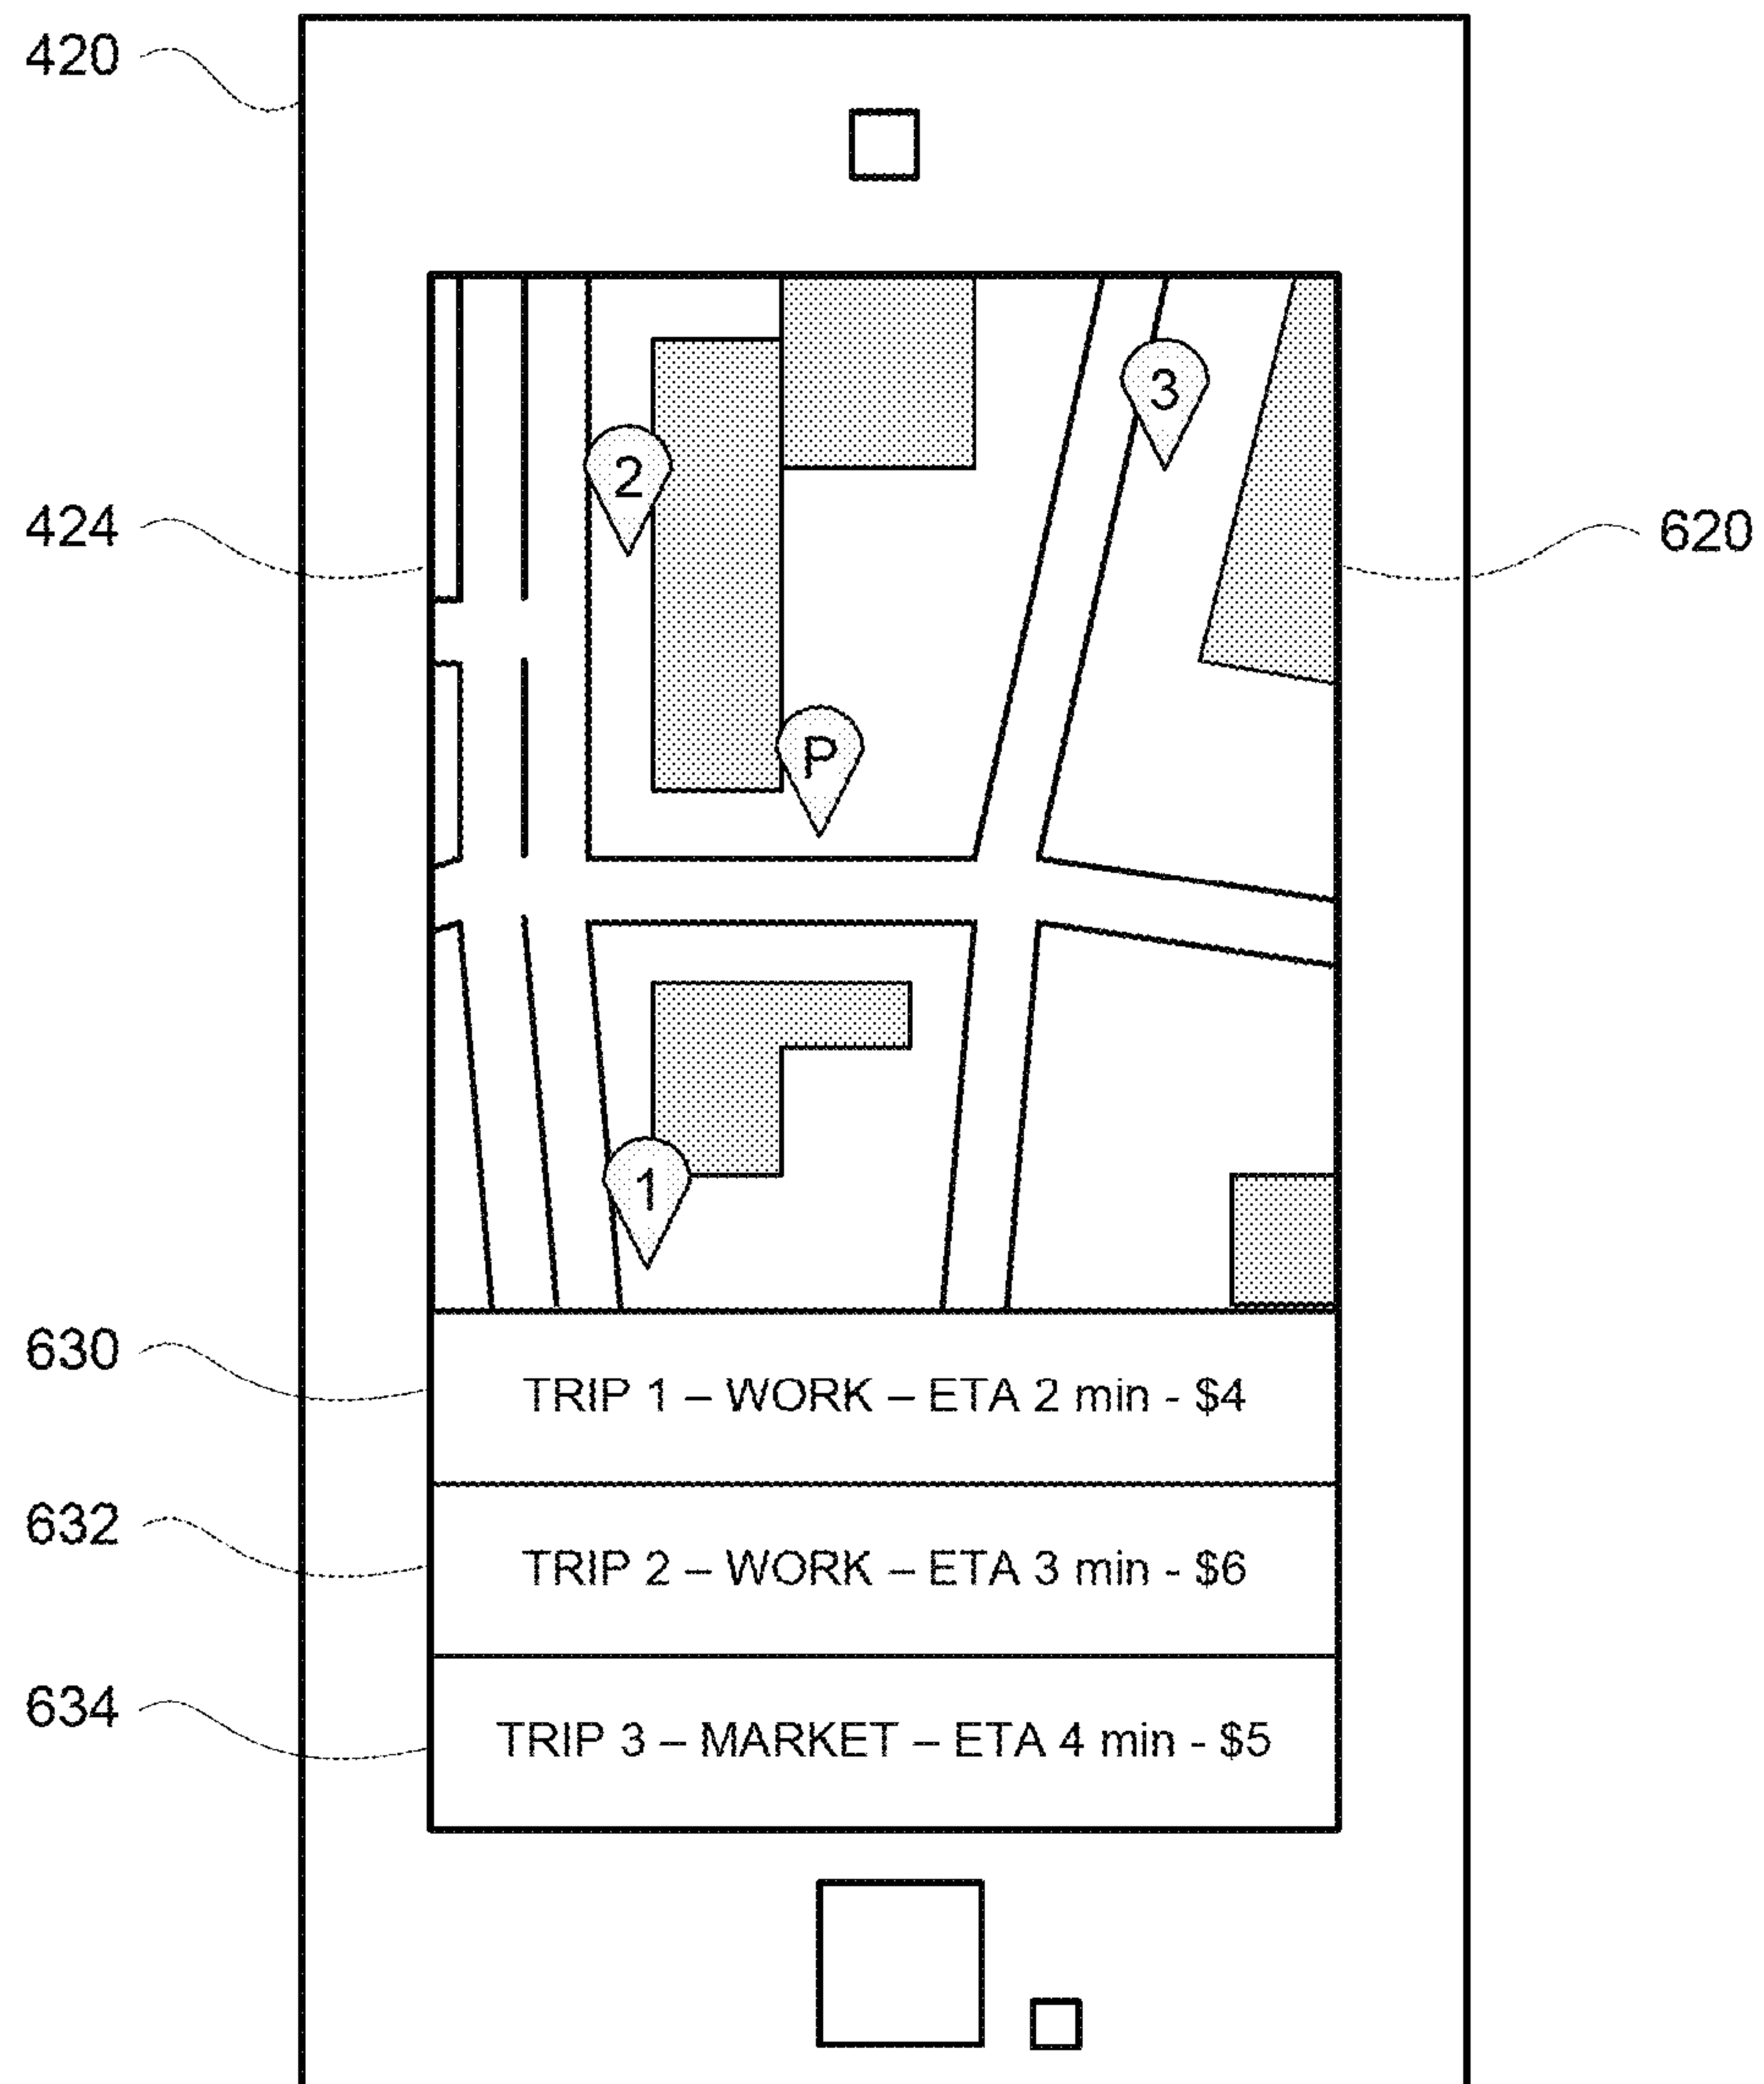 420
3
2
424
620
P
1
630
TRIP 1 – WORK – ETA 2 min - $4
632
TRIP 2 – WORK – ETA 3 min - $6
634
TRIP 3 – MARKET – ETA 4 min - $5